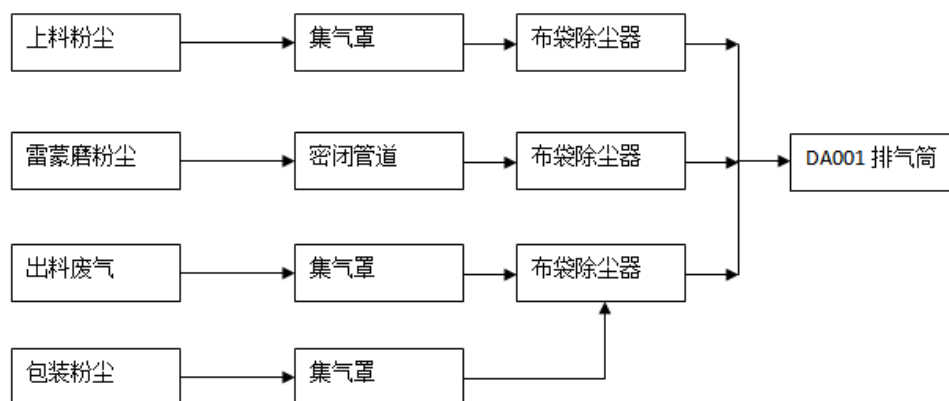 上料粉尘
集气罩
布袋除尘器
雷蒙磨粉尘
密闭管道
布袋除尘器
DA001 排气筒
出料废气
集气罩
布袋除尘器
包装粉尘
集气罩